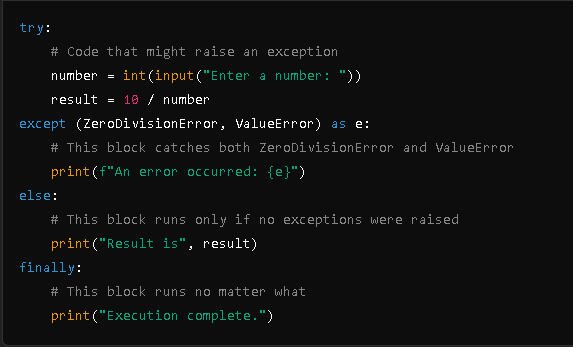 try:
    # Code that might raise an exception
    number = int(input("Enter a number: "))
    result = 10 / number
except (ZeroDivisionError, ValueError) as e:
    # This block catches both ZeroDivisionError and ValueError
    print(f"An error occurred: {e}")
else:
    # This block runs only if no exceptions were raised
    print("Result is", result)
finally:
    # This block runs no matter what
    print("Execution complete.")